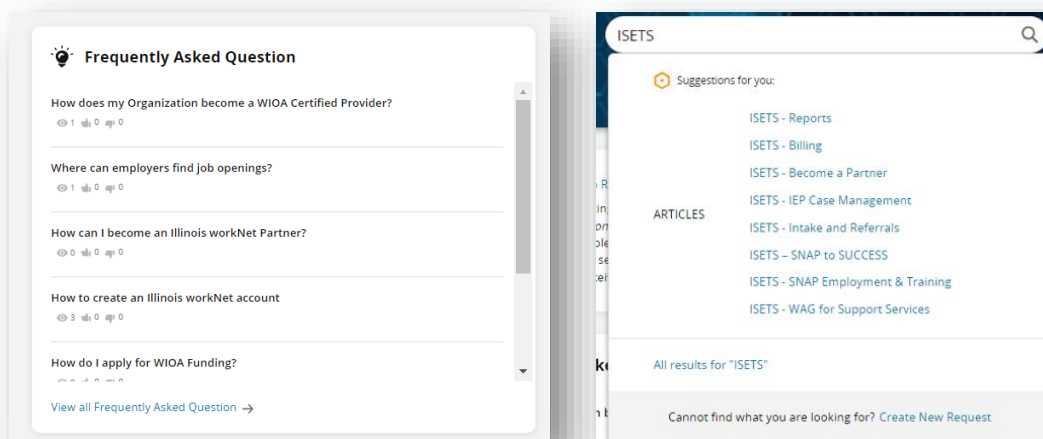 Frequently Asked Question
How does my Organization become a WIOA Certified Provider?
1 0 0
Where can employers find job openings?
1 0 0
How can I become an Illinois workNet Partner?
0 0 0
How to create an Illinois workNet account
3 0 0
How do I apply for WIOA Funding?
View all Frequently Asked Question →
ISETS
Suggestions for you:
ARTICLES
ISETS - Reports
ISETS - Billing
ISETS - Become a Partner
ISETS - IEP Case Management
ISETS - Intake and Referrals
ISETS – SNAP to SUCCESS
ISETS - SNAP Employment & Training
ISETS - WAG for Support Services
All results for "ISETS"
Cannot find what you are looking for? Create New Request